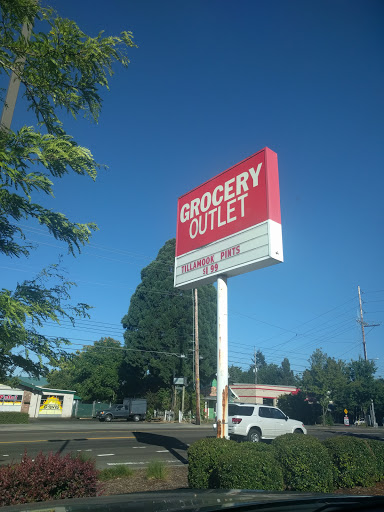 GROCERY
OUTLET
TILLAMOOK PINTS
$1.99